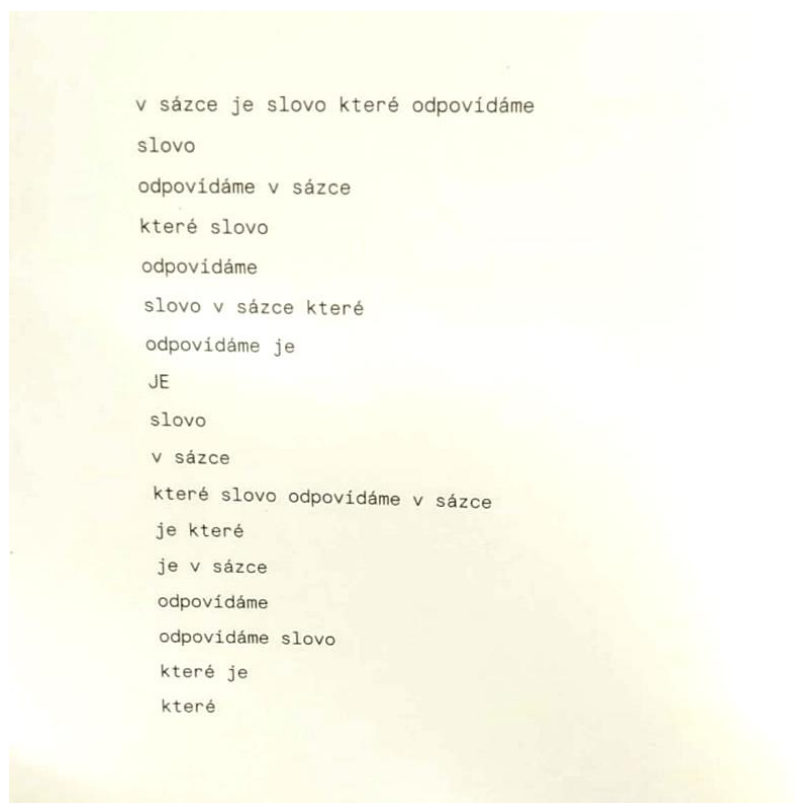 v sázce je slovo které odpovídáme
slovo
odpovídáme v sázce
které slovo
odpovídáme
slovo v sázce které
odpovídáme je
JE
slovo
v sázce
které slovo odpovídáme v sázce
je které
je v sázce
odpovídáme
odpovídáme slovo
které je
které